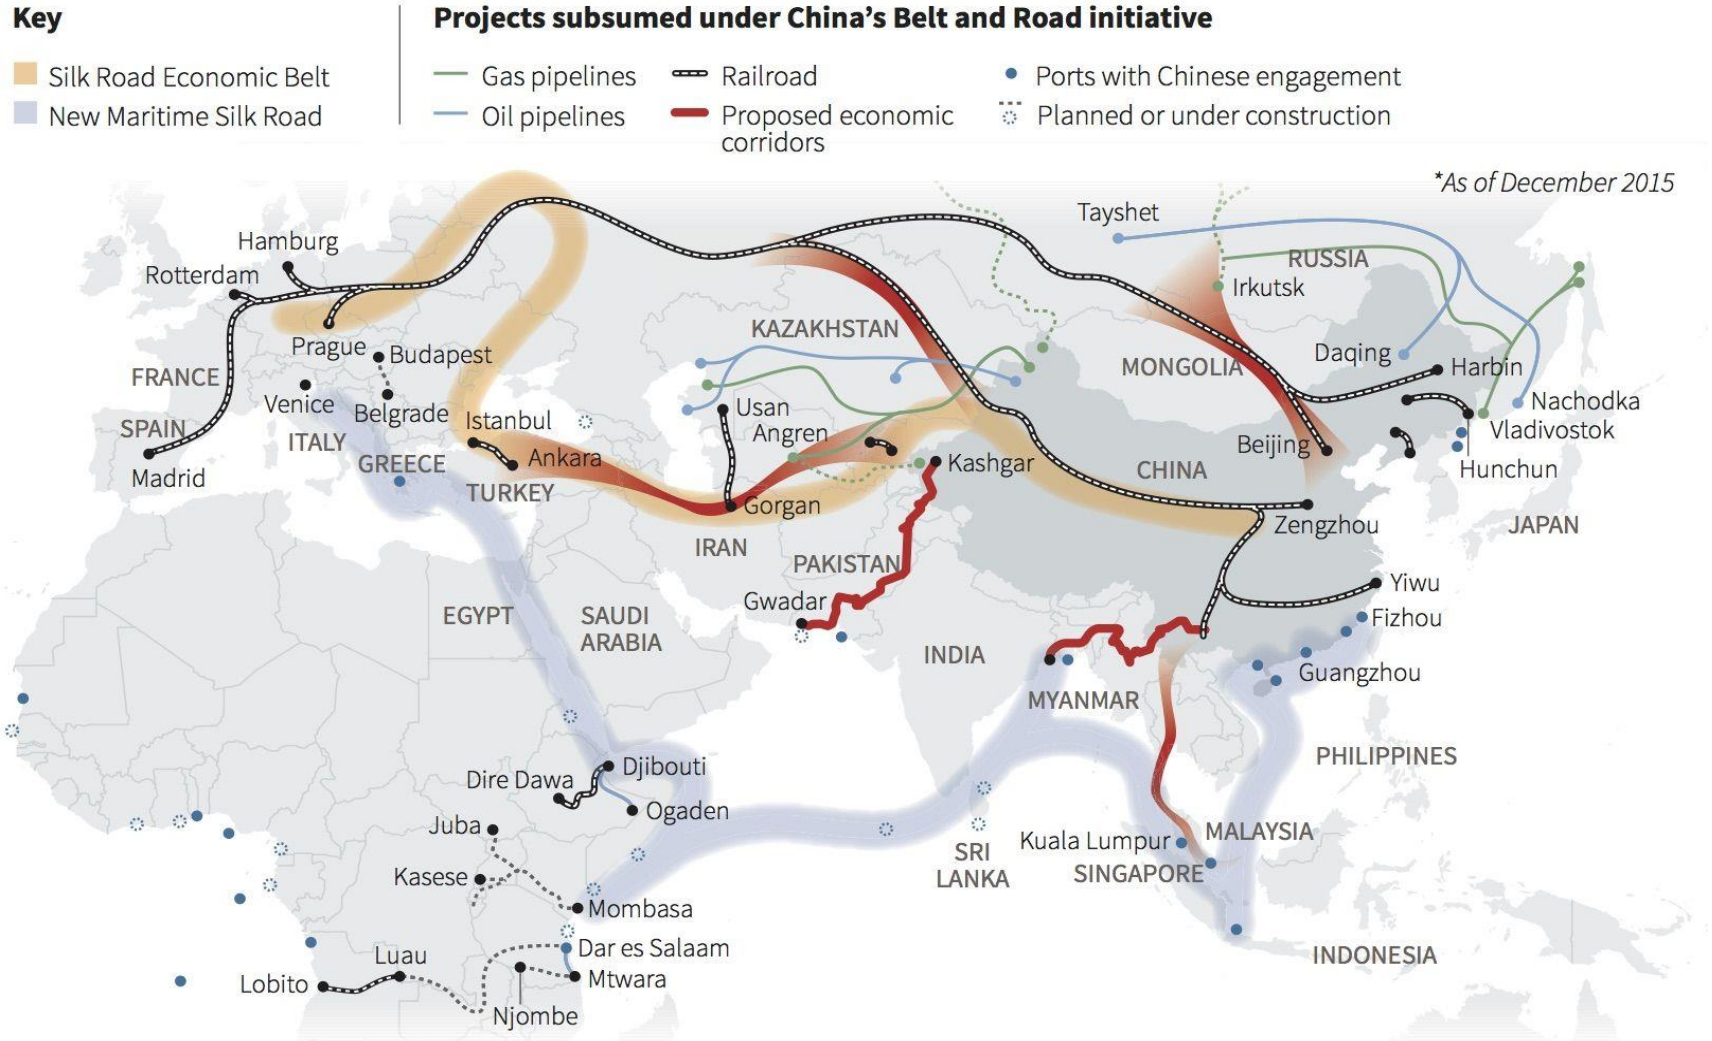 Key
Silk Road Economic Belt
New Maritime Silk Road
Projects subsumed under China's Belt and Road initiative
Gas pipelines
Oil pipelines
Railroad
Proposed economic
corridors
Ports with Chinese engagement
Planned or under construction
*As of December 2015
Tayshet
Hamburg
Rotterdam
RUSSIA
Irkutsk
KAZAKHSTAN
Prague
Budapest
Daqing
Harbin
MONGOLIA
FRANCE
Venice
Belgrade
Usan
Nachodka
SPAIN
ITALY
Istanbul
Angren
Vladivostok
Beijing
GREECE
Ankara
Kashgar
CHINA
Hunchun
Madrid
TURKEY
Gorgan
Zengzhou
JAPAN
IRAN
PAKISTAN
Yiwu
Gwadar
EGYPT
SAUDI
ARABIA
Fizhou
INDIA
Guangzhou
MYANMAR
PHILIPPINES
Djibouti
Dire Dawa
Ogaden
Juba
MALAYSIA
Kuala Lumpur
SRI
LANKA
SINGAPORE
Kasese
Mombasa
Dar es Salaam
Luau
INDONESIA
Lobito
Mtwara
Njombe